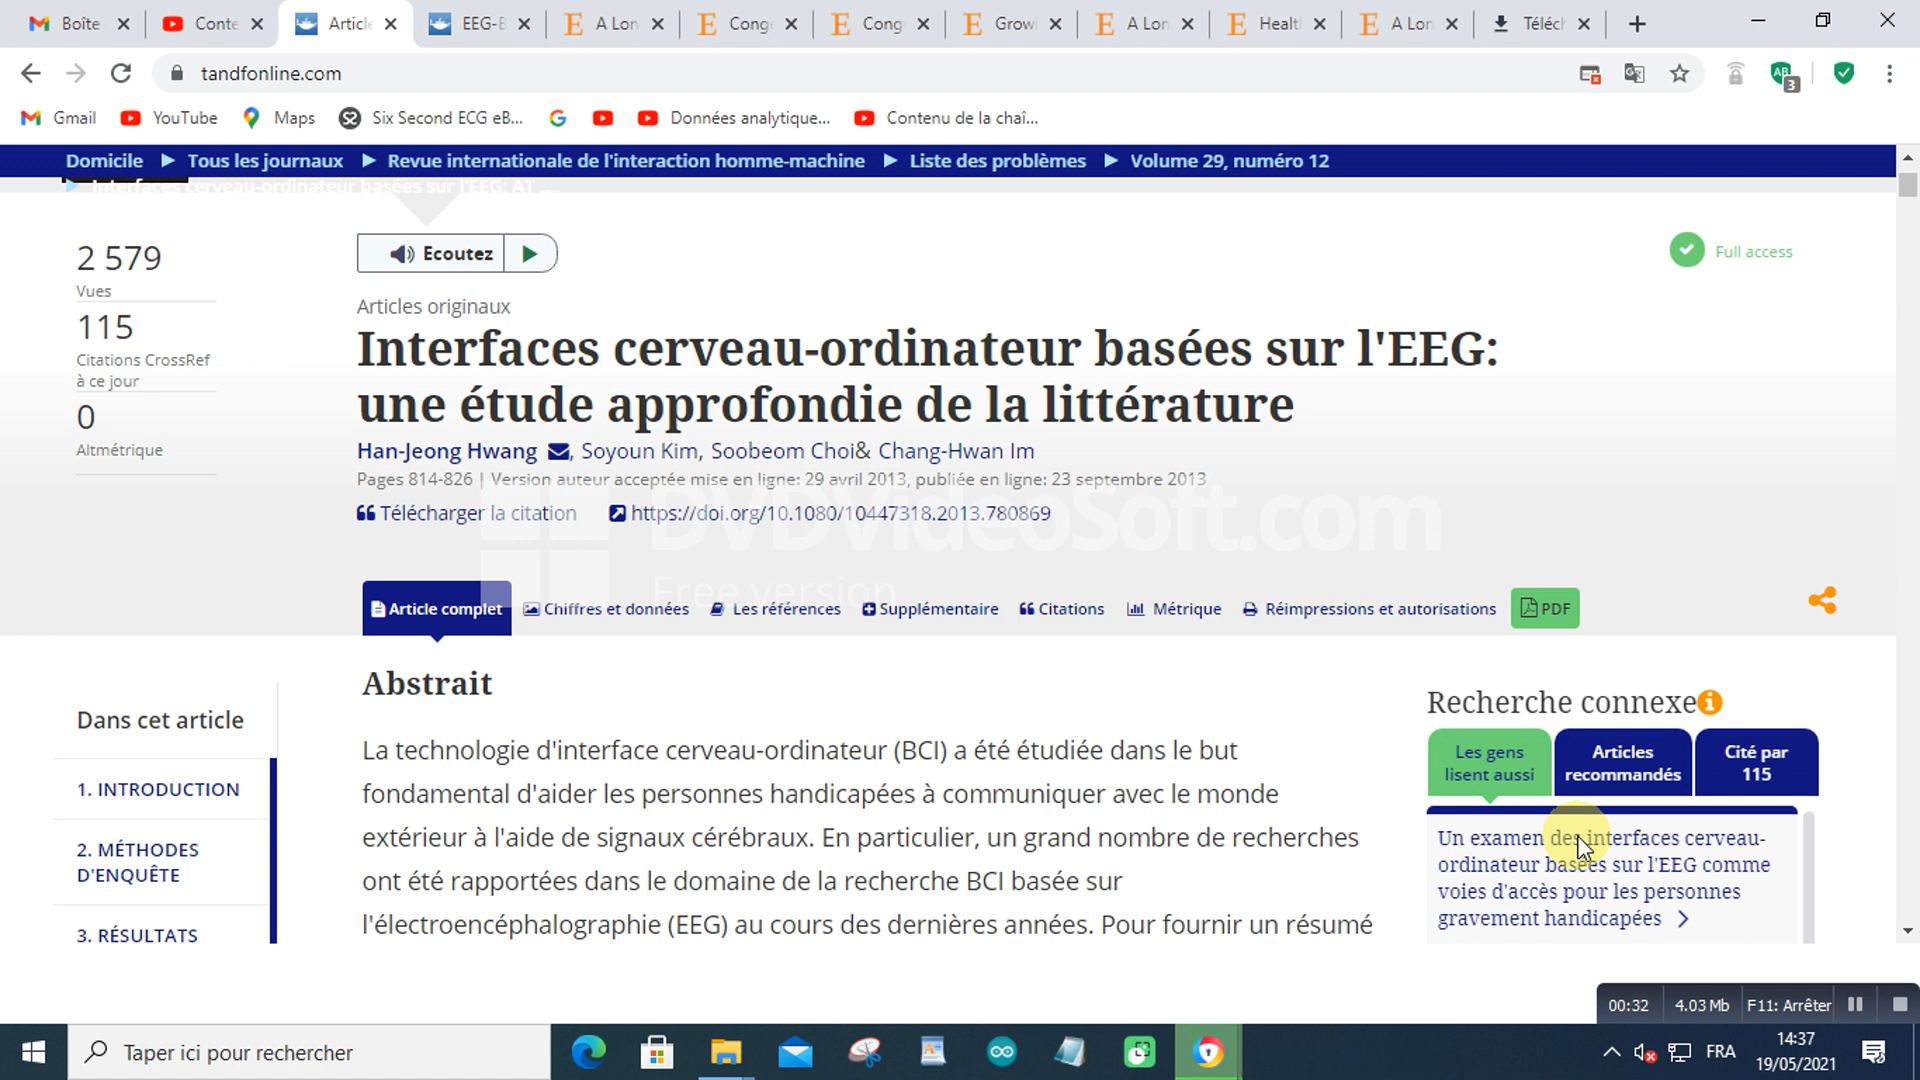 Boîte
Conte
Article
EEG-B
A Lon
Conge
Conge
Growi
A Lon
Healt
A Lon
Téléch
tandfonline.com
3
Gmail
YouTube
Maps
Six Second ECG eB...
Données analytique...
Contenu de la chaî...
Domicile
Tous les journaux
Revue internationale de l'interaction homme-machine
Liste des problèmes
Volume 29, numéro 12
Interfaces cerveau-ordinateur basées sur l'EEG: AT ....
2 579
Vues
115
Citations CrossRef
à ce jour
0
Altmétrique
Ecoutez
Full access
Articles originaux
Interfaces cerveau-ordinateur basées sur l'EEG:
une étude approfondie de la littérature
Han-Jeong Hwang , Soyoun Kim, Soobeom Choi& Chang-Hwan Im
Pages 814-826 | Version auteur acceptée mise en ligne: 29 avril 2013, publiée en ligne: 23 septembre 2013
Télécharger la citation https://doi.org/10.1080/10447318.2013.780869
DVDVideoSoft.com
Free version
Article complet
Chiffres et données
Les références
Supplémentaire
Citations
Métrique
Réimpressions et autorisations
PDF
Dans cet article
1. INTRODUCTION
2. MÉTHODES
D'ENQUÊTE
3. RÉSULTATS
Abstrait
La technologie d'interface cerveau-ordinateur (BCI) a été étudiée dans le but
fondamental d'aider les personnes handicapées à communiquer avec le monde
extérieur à l'aide de signaux cérébraux. En particulier, un grand nombre de recherches
ont été rapportées dans le domaine de la recherche BCI basée sur
l'électroencéphalographie (EEG) au cours des dernières années. Pour fournir un résumé
Recherche connexe
Les gens
lisent aussi
Articles
recommandés
Cité par
115
Un examen des interfaces cerveau-
ordinateur basées sur l'EEG comme
voies d'accès pour les personnes
gravement handicapées
00:32
4.03 Mb
F11: Arrêter
Taper ici pour rechercher
FRA
14:37
19/05/2021